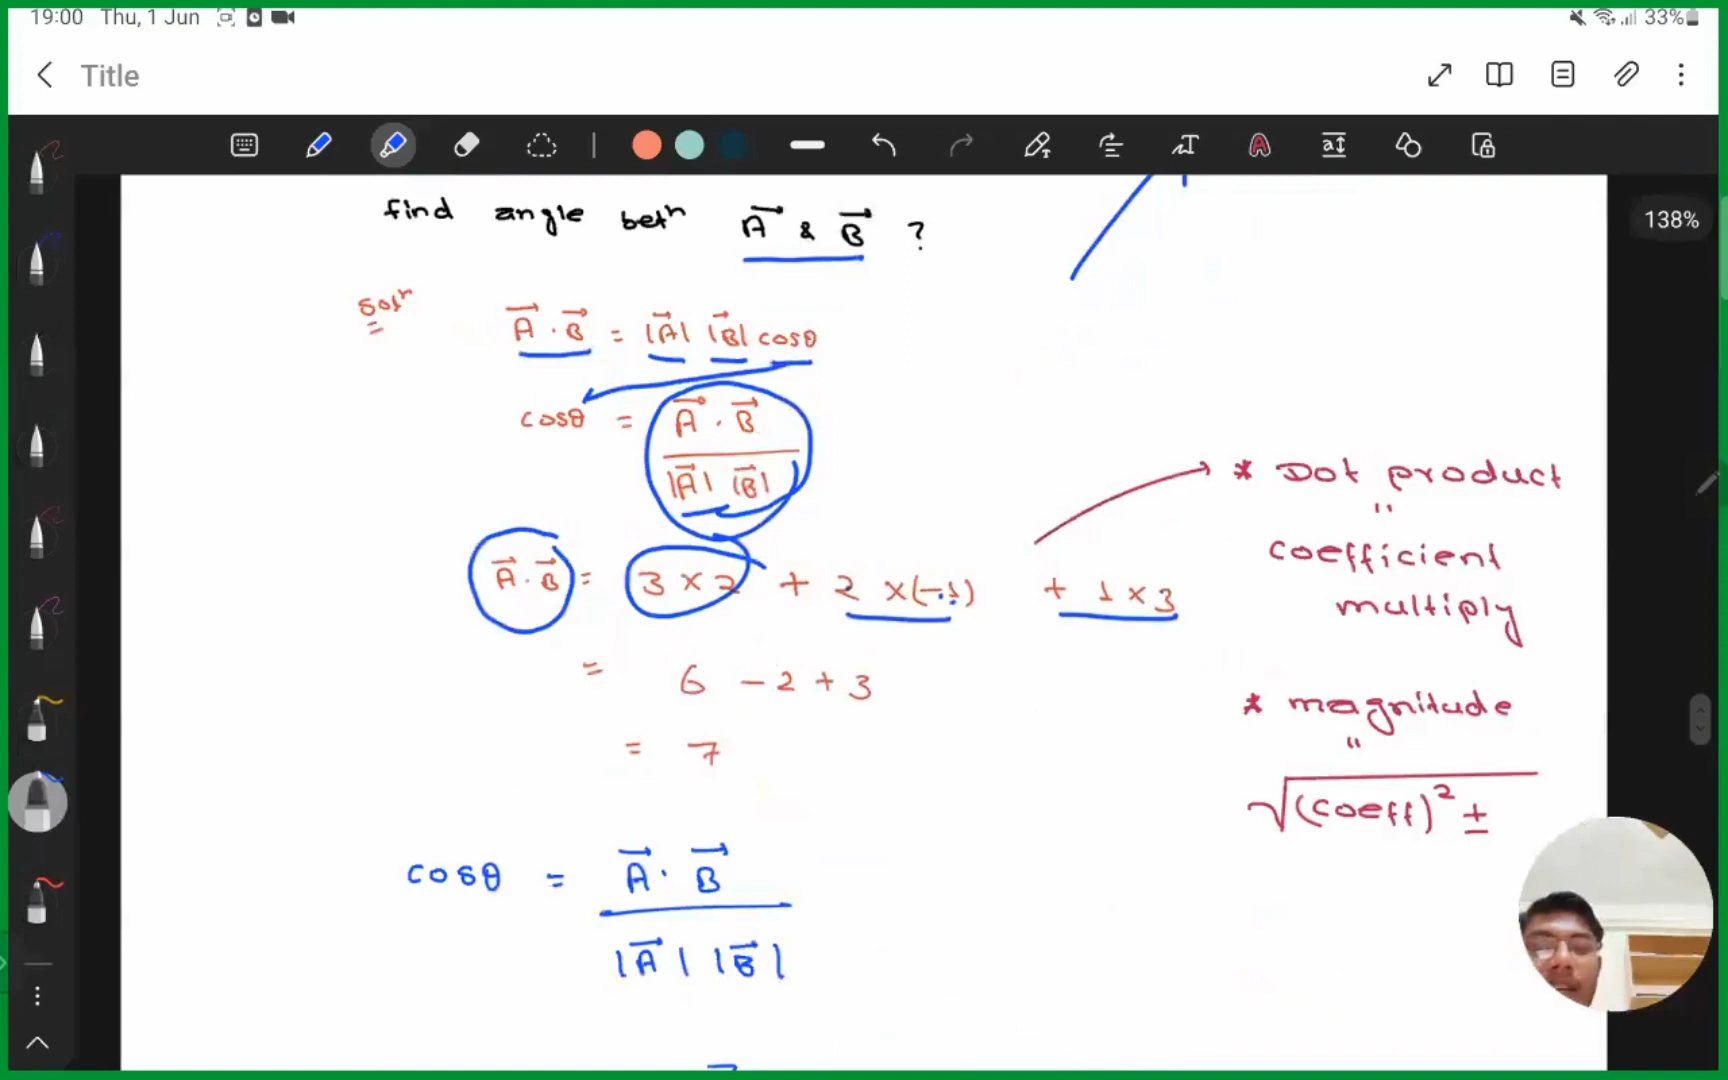 19:00 Thu, 1 Jun
33%
Title
138%
find angle betn A⃗ & B⃗ ?
Soln
A⃗ · B⃗ = |A⃗| |B⃗| cosθ
cosθ = A⃗ · B⃗
|A⃗| |B⃗|
* Dot product
"
coefficient
multiply
A⃗ · B⃗ = 3 × 2 + 2 × (-1) + 1 × 3
= 6 - 2 + 3
* magnitude
"
= 7
√(coeff)² ±
cosθ = A⃗ · B⃗
|A⃗| |B⃗|